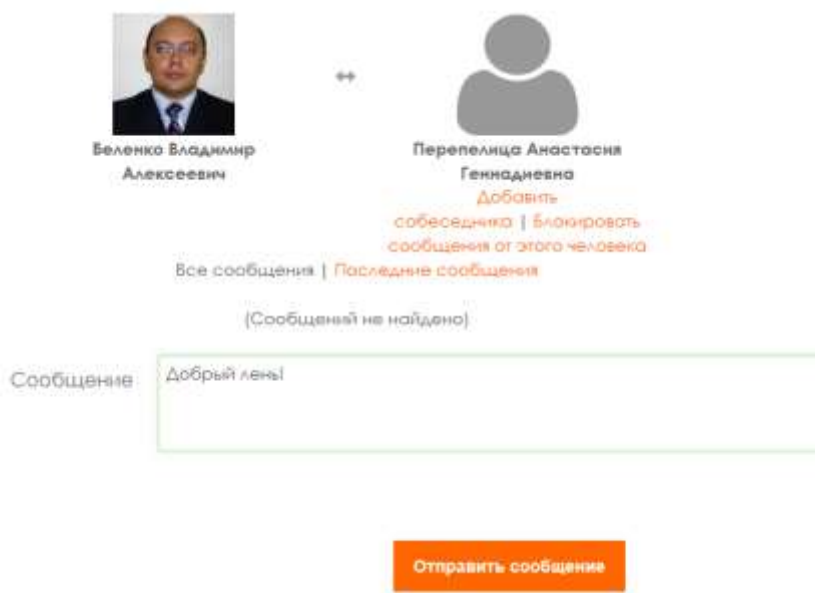 Беленко Владимир
Алексеевич
Перепелица Анастасия
Геннадиевна
Добавить
собеседника | Блокировать
сообщения от этого человека
Все сообщения | Последние сообщения
(Сообщений не найдено)
Сообщение
Добрый лень!
Отправить сообщение